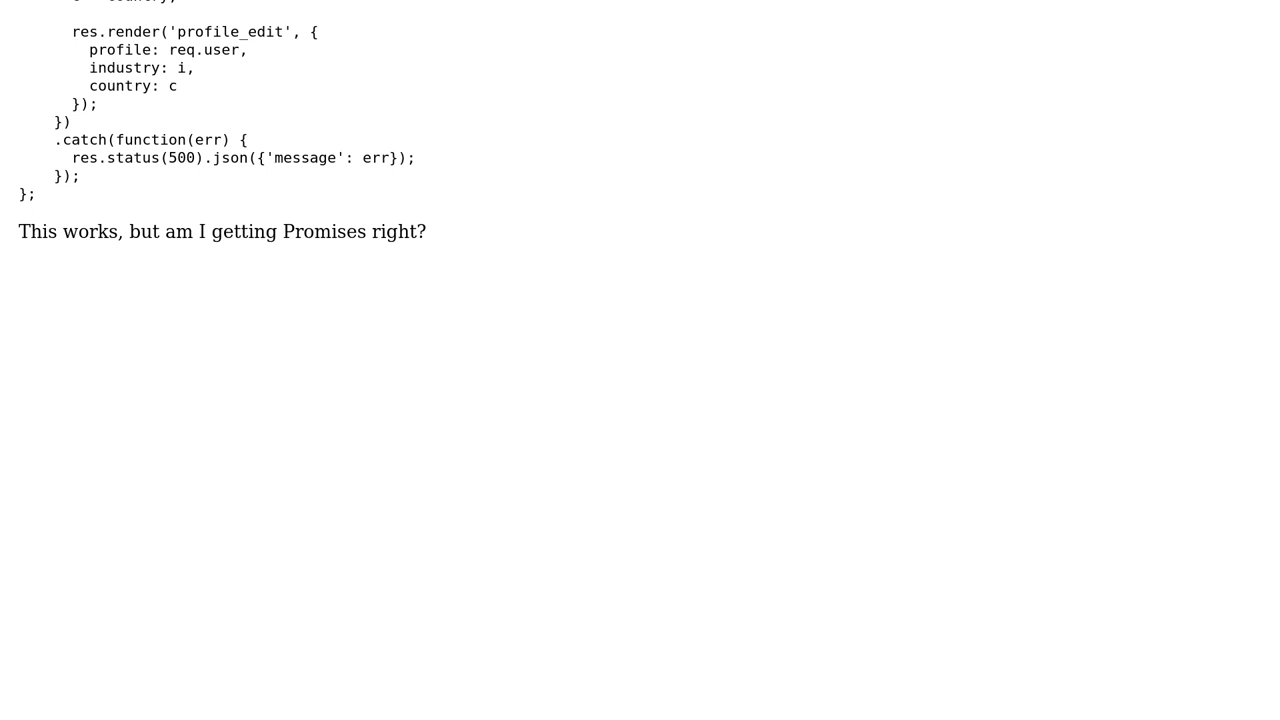 res.render('profile_edit', {
profile: req.user,
industry: i,
country: c
});
})
.catch(function(err) {
res.status(500).json({'message': err});
});
};
This works, but am I getting Promises right?